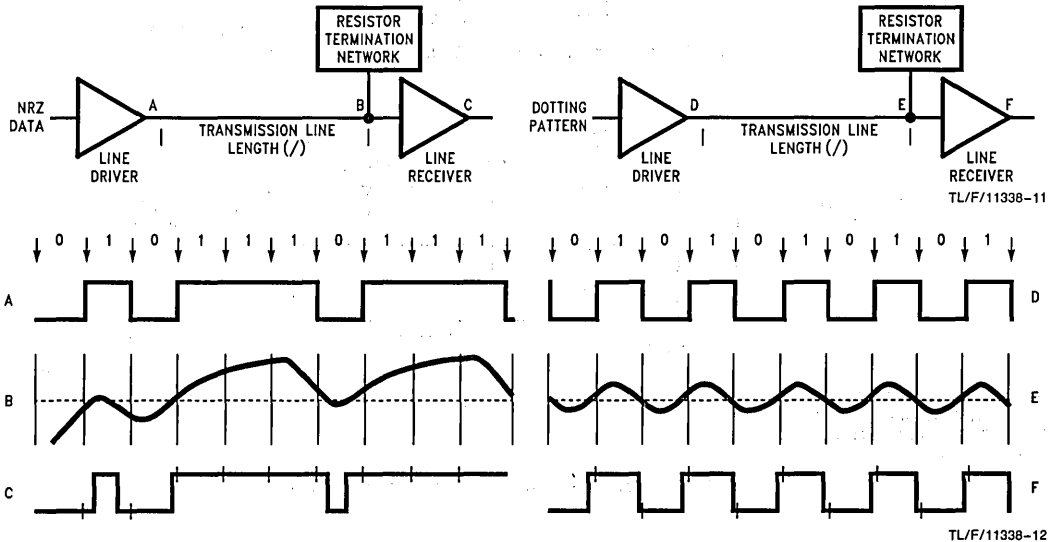 RESISTOR
TERMINATION
NETWORK
NRZ
DATA
A
B
C
TRANSMISSION LINE
LENGTH (/)
LINE
DRIVER
LINE
RECEIVER
RESISTOR
TERMINATION
NETWORK
DOTTING
PATTERN
D
E
F
TRANSMISSION LINE
LENGTH (/)
LINE
DRIVER
LINE
RECEIVER
TL/F/11338-11
0 1 0 1 1 1 0 1 1 1
0 1 0 1 0 1 0 1 0 1
A
D
B
E
C
F
TL/F/11338-12